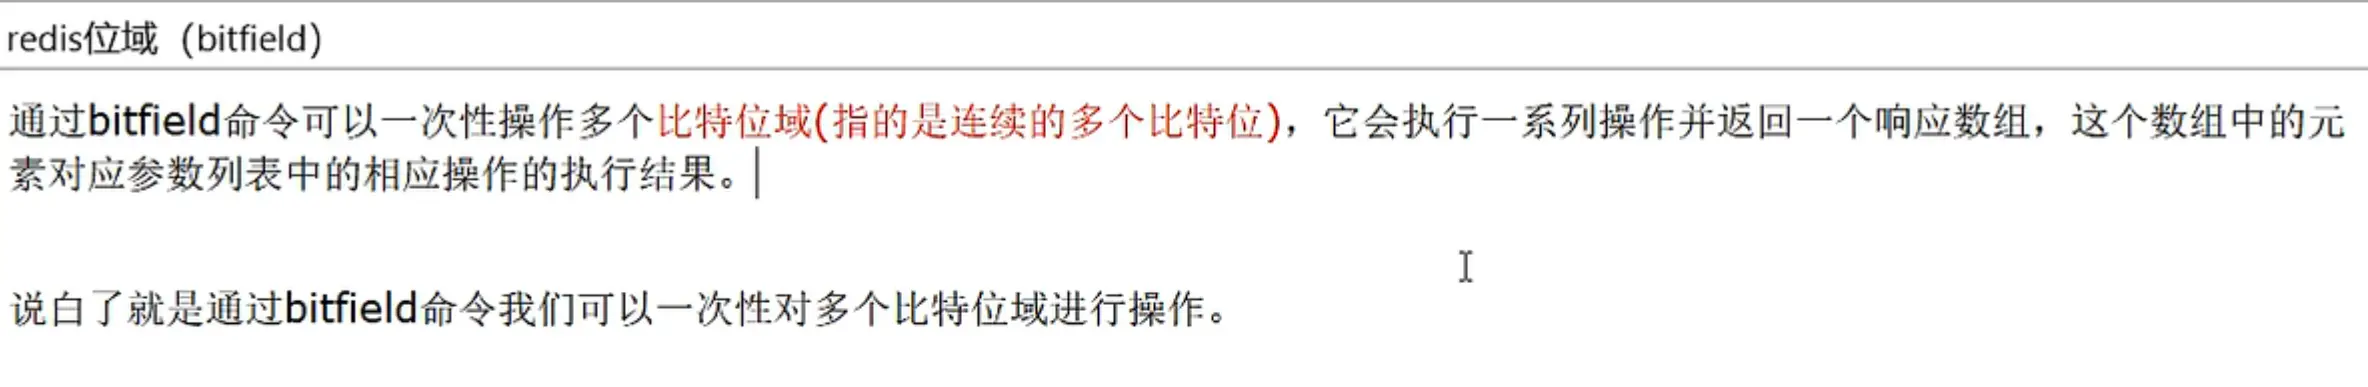 redis位域（bitfield）
通过bitfield命令可以一次性操作多个比特位域(指的是连续的多个比特位)，它会执行一系列操作并返回一个响应数组，这个数组中的元
素对应参数列表中的相应操作的执行结果。
说白了就是通过bitfield命令我们可以一次性对多个比特位域进行操作。